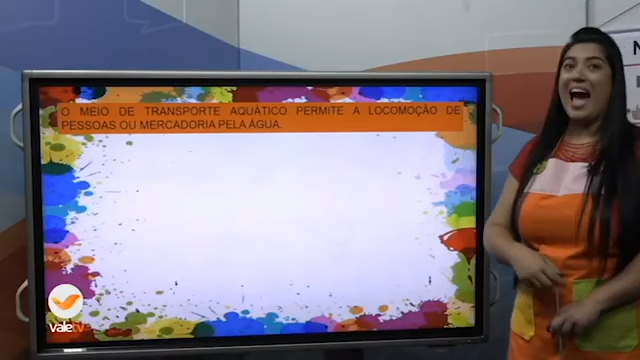 O MEIO DE TRANSPORTE AQUÁTICO PERMITE A LOCOMOÇÃO DE
PESSOAS OU MERCADORIA PELA ÁGUA.
valetv